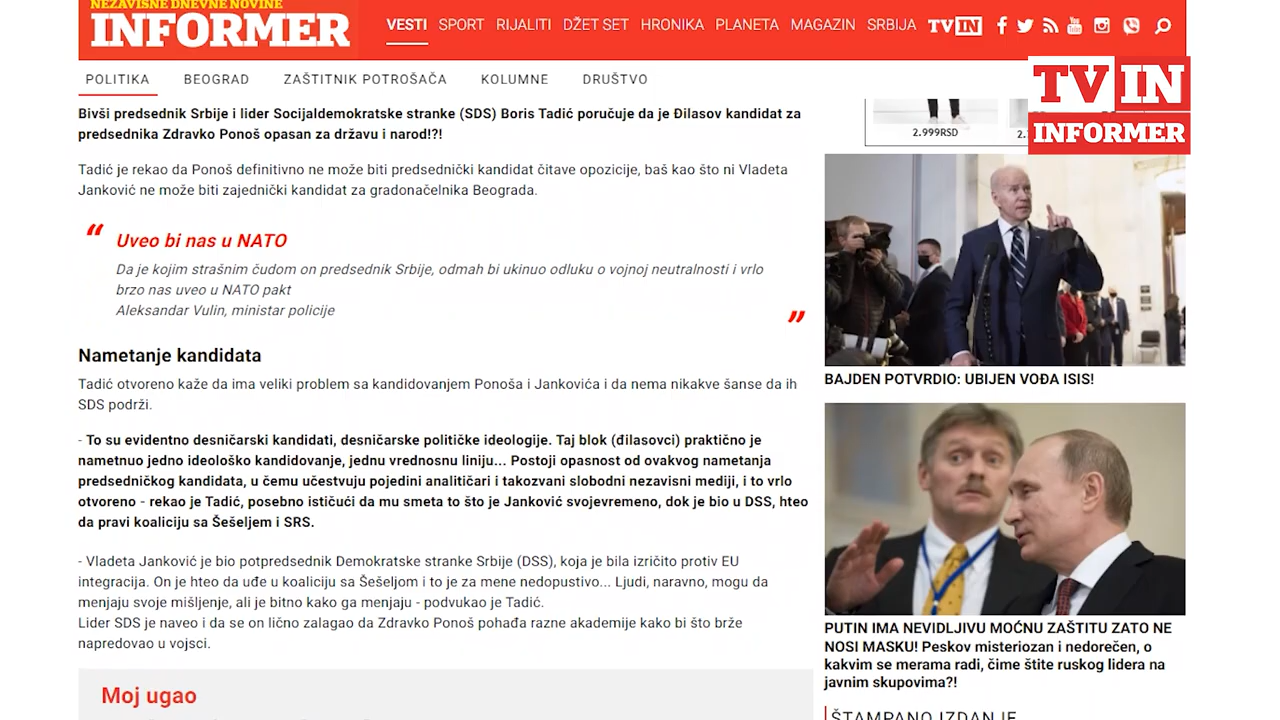 NEZAVISNE DNEVNE NOVINE
INFORMER
VESTI SPORT RIJALITI DŽET SET HRONIKA PLANETA MAGAZIN SRBIJA TV IN
POLITIKA BEOGRAD ZAŠTITNIK POTROŠAČA KOLUMNE DRUŠTVO
TV IN
INFORMER
Bivši predsednik Srbije i lider Socijaldemokratske stranke (SDS) Boris Tadić poručuje da je Đilasov kandidat za
predsednika Zdravko Ponoš opasan za državu i narod!?!
Tadić je rekao da Ponoš definitivno ne može biti predsednički kandidat čitave opozicije, baš kao što ni Vladeta
Janković ne može biti zajednički kandidat za gradonačelnika Beograda.
“ Uveo bi nas u NATO
Da je kojim strašnim čudom on predsednik Srbije, odmah bi ukinuo odluku o vojnoj neutralnosti i vrlo
brzo nas uveo u NATO pakt
Aleksandar Vulin, ministar policije
”
Nametanje kandidata
Tadić otvoreno kaže da ima veliki problem sa kandidovanjem Ponoša i Jankovića i da nema nikakve šanse da ih
SDS podrži.
- To su evidentno desničarski kandidati, desničarske političke ideologije. Taj blok (đilasovci) praktično je
nametnuo jedno ideološko kandidovanje, jednu vrednosnu liniju... Postoji opasnost od ovakvog nametanja
predsedničkog kandidata, u čemu učestvuju pojedini analitičari i takozvani slobodni nezavisni mediji, i to vrlo
otvoreno - rekao je Tadić, posebno ističući da mu smeta to što je Janković svojevremeno, dok je bio u DSS, hteo
da pravi koaliciju sa Šešeljem i SRS.
- Vladeta Janković je bio potpredsednik Demokratske stranke Srbije (DSS), koja je bila izričito protiv EU
integracija. On je hteo da uđe u koaliciju sa Šešeljom i to je za mene nedopustivo... Ljudi, naravno, mogu da
menjaju svoje mišljenje, ali je bitno kako ga menjaju - podvukao je Tadić.
Lider SDS je naveo i da se on lično zalagao da Zdravko Ponoš pohađa razne akademije kako bi što brže
napredovao u vojsci.
Moj ugao
2.999RSD
2.
BAJDEN POTVRDIO: UBIJEN VOĐA ISIS!
PUTIN IMA NEVIDLJIVU MOĆNU ZAŠTITU ZATO NE
NOSI MASKU! Peskov misteriozan i nedorečen, o
kakvim se merama radi, čime štite ruskog lidera na
javnim skupovima?!
ŠTAMPANO IZDANJE